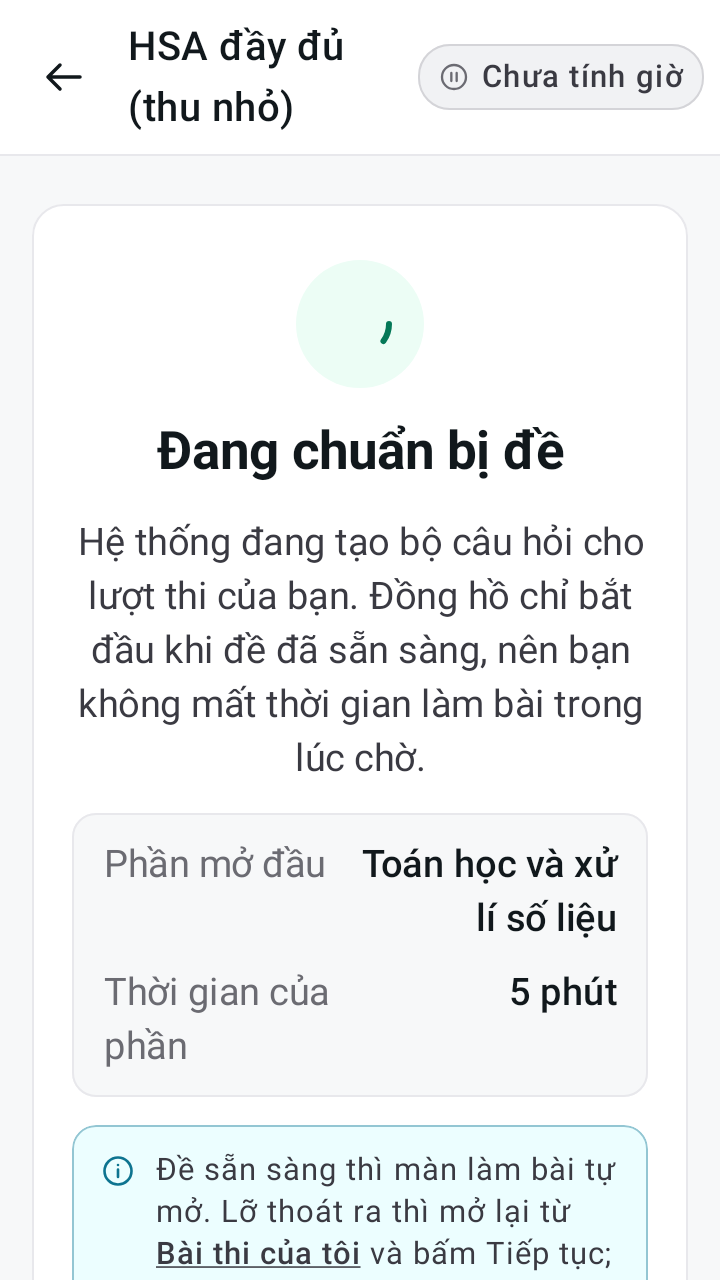 HSA đầy đủ
(thu nhỏ)
Chưa tính giờ
Đang chuẩn bị đề
Hệ thống đang tạo bộ câu hỏi cho
lượt thi của bạn. Đồng hồ chỉ bắt
đầu khi đề đã sẵn sàng, nên bạn
không mất thời gian làm bài trong
lúc chờ.
Phần mở đầu
Toán học và xử
lí số liệu
Thời gian của
phần
5 phút
Đề sẵn sàng thì màn làm bài tự
mở. Lỡ thoát ra thì mở lại từ
Bài thi của tôi và bấm Tiếp tục;